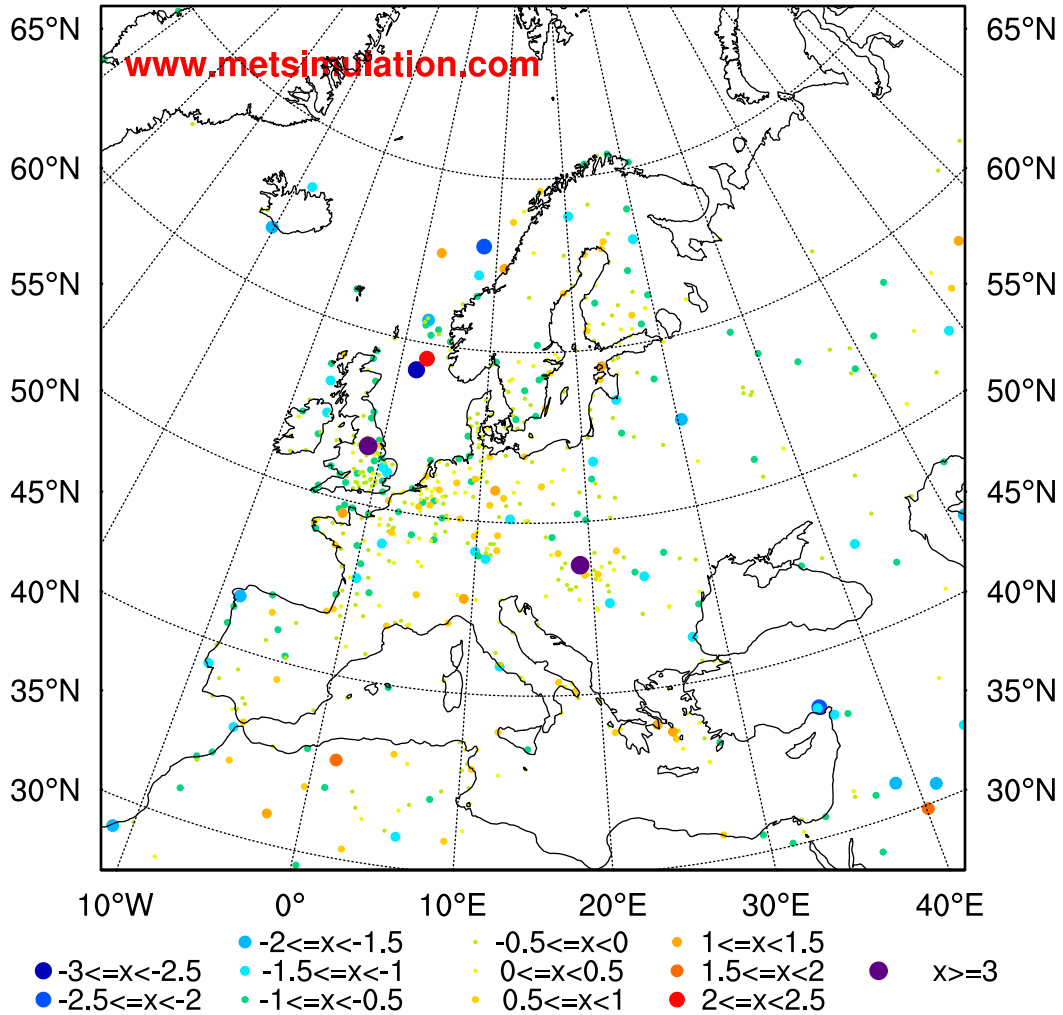 65°N 65°N
www.metsimulation.com
60°N 60°N
55°N 55°N
50°N 50°N
45°N 45°N
40°N 40°N
35°N 35°N
30°N 30°N
10°W 0° 10°E 20°E 30°E 40°E
-2<=x<-1.5 -0.5<=x<0 1<=x<1.5
-3<=x<-2.5 -1.5<=x<-1 0<=x<0.5 1.5<=x<2 x>=3
-2.5<=x<-2 -1<=x<-0.5 0.5<=x<1 2<=x<2.5